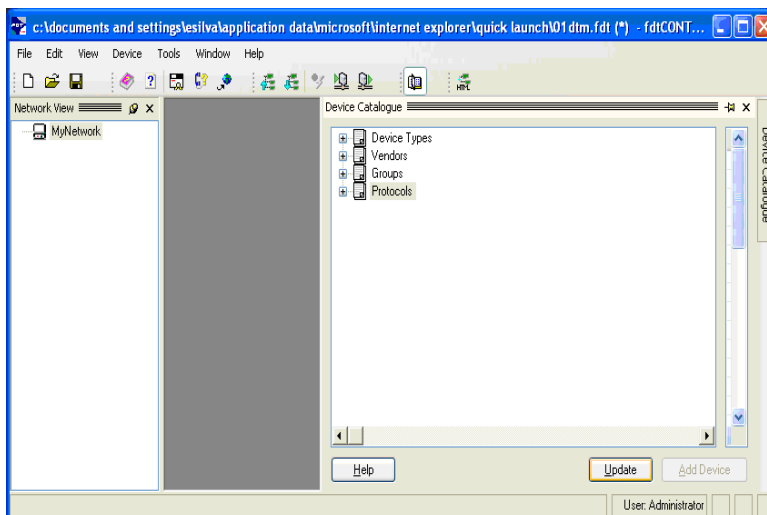 c:\documents and settings\esilva\application data\microsoft\internet explorer\quick launch\01dtm.fdt (*) - fdtCONT...
File Edit View Device Tools Window Help
Network View
Device Catalogue
MyNetwork
Device Types
Vendors
Groups
Protocols
Device Catalogue
Help
Update
Add Device
User: Administrator